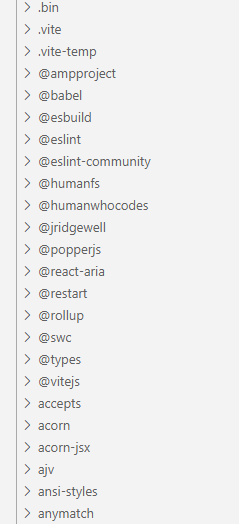 .bin
.vite
.vite-temp
@ampproject
@babel
@esbuild
@eslint
@eslint-community
@humanfs
@humanwhocodes
@jridgewell
@popperjs
@react-aria
@restart
@rollup
@swc
@types
@vitejs
accepts
acorn
acorn-jsx
ajv
ansi-styles
anymatch